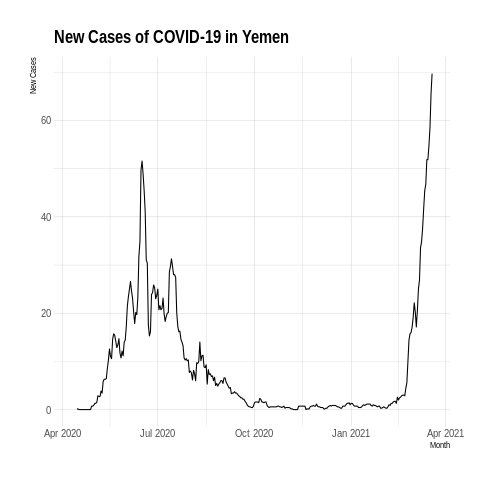 New Cases of COVID-19 in Yemen
New Cases
60
40
20
0
Apr 2020
Jul 2020
Oct 2020
Jan 2021
Apr 2021
Month